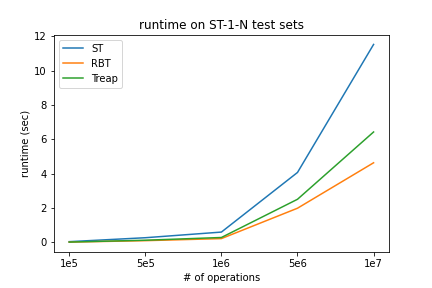 runtime on ST-1-N test sets
ST
RBT
Treap
runtime (sec)
12
10
8
6
4
2
0
1e5 5e5 1e6 5e6 1e7
# of operations